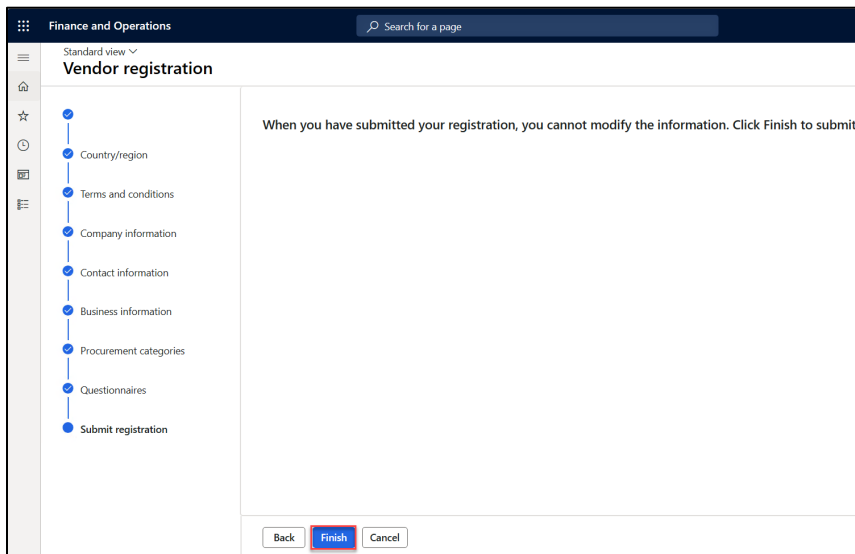 Finance and Operations
Search for a page
Standard view
Vendor registration
When you have submitted your registration, you cannot modify the information. Click Finish to submit
Country/region
Terms and conditions
Company information
Contact information
Business information
Procurement categories
Questionnaires
Submit registration
Back Finish Cancel